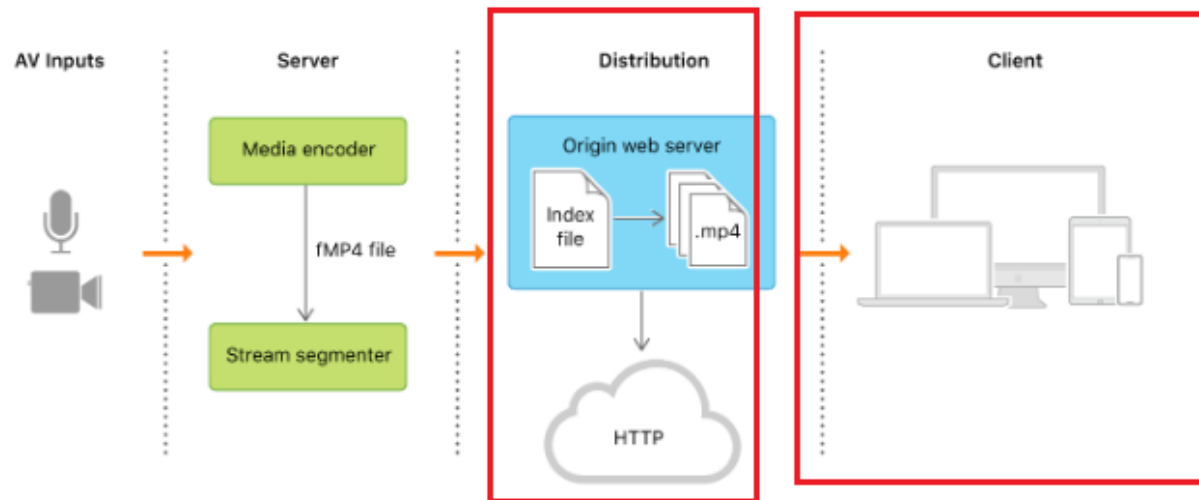 AV Inputs
Server
Distribution
Client
Media encoder
fMP4 file
Stream segmenter
Origin web server
Index
file
.mp4
HTTP